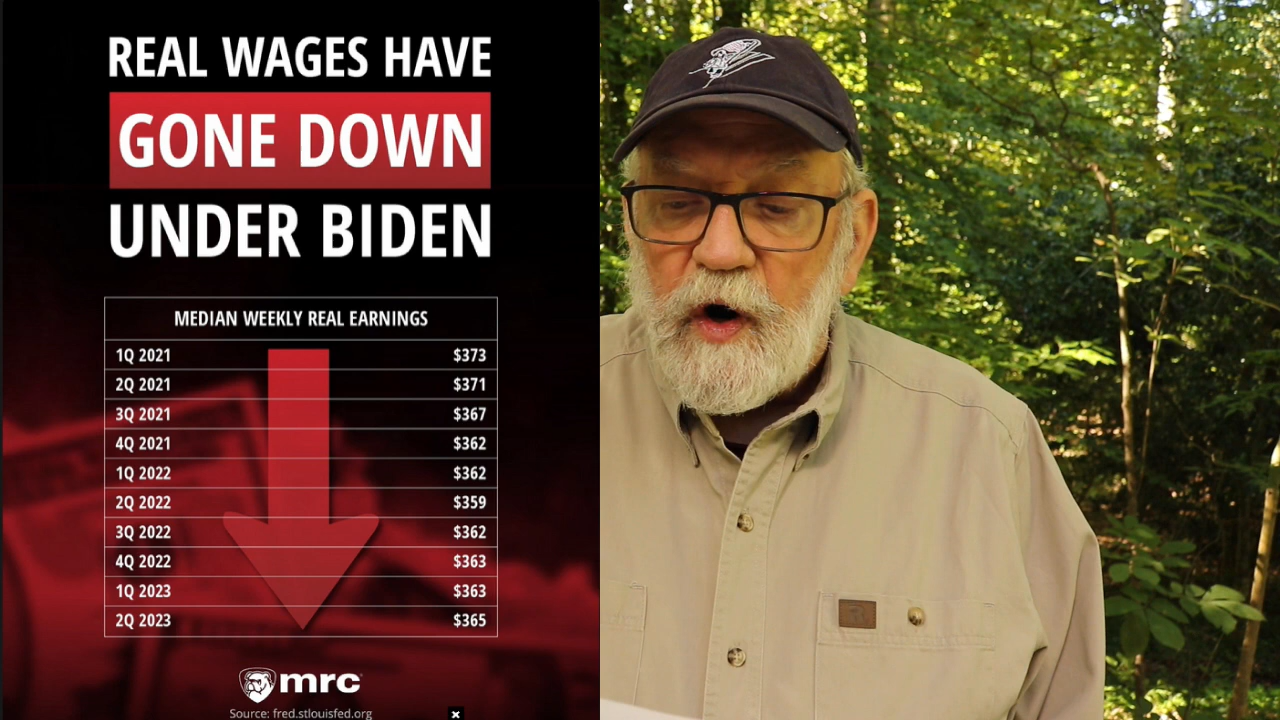 REAL WAGES HAVE
GONE DOWN
UNDER BIDEN
MEDIAN WEEKLY REAL EARNINGS
1Q 2021 $373
2Q 2021 $371
3Q 2021 $367
4Q 2021 $362
1Q 2022 $362
2Q 2022 $359
3Q 2022 $362
4Q 2022 $363
1Q 2023 $363
2Q 2023 $365
mrc
Source: fred.stlouisfed.org